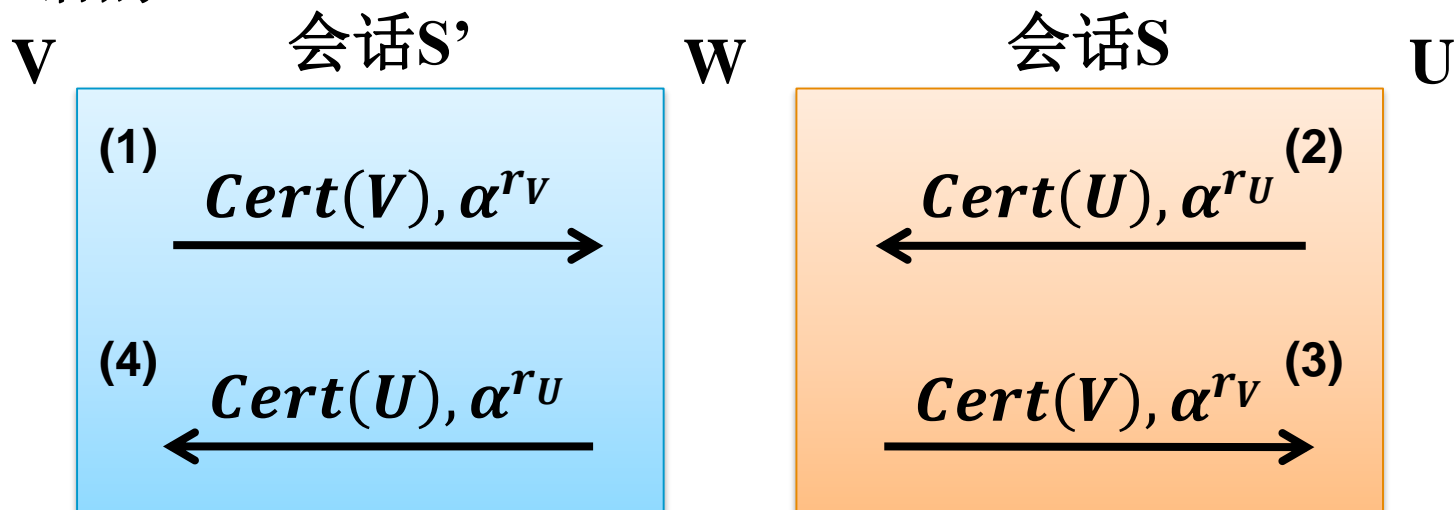 V 会话S’ W 会话S U
(1) (2)
Cert(V), α^{r_V} Cert(U), α^{r_U}
(4) (3)
Cert(U), α^{r_U} Cert(V), α^{r_V}